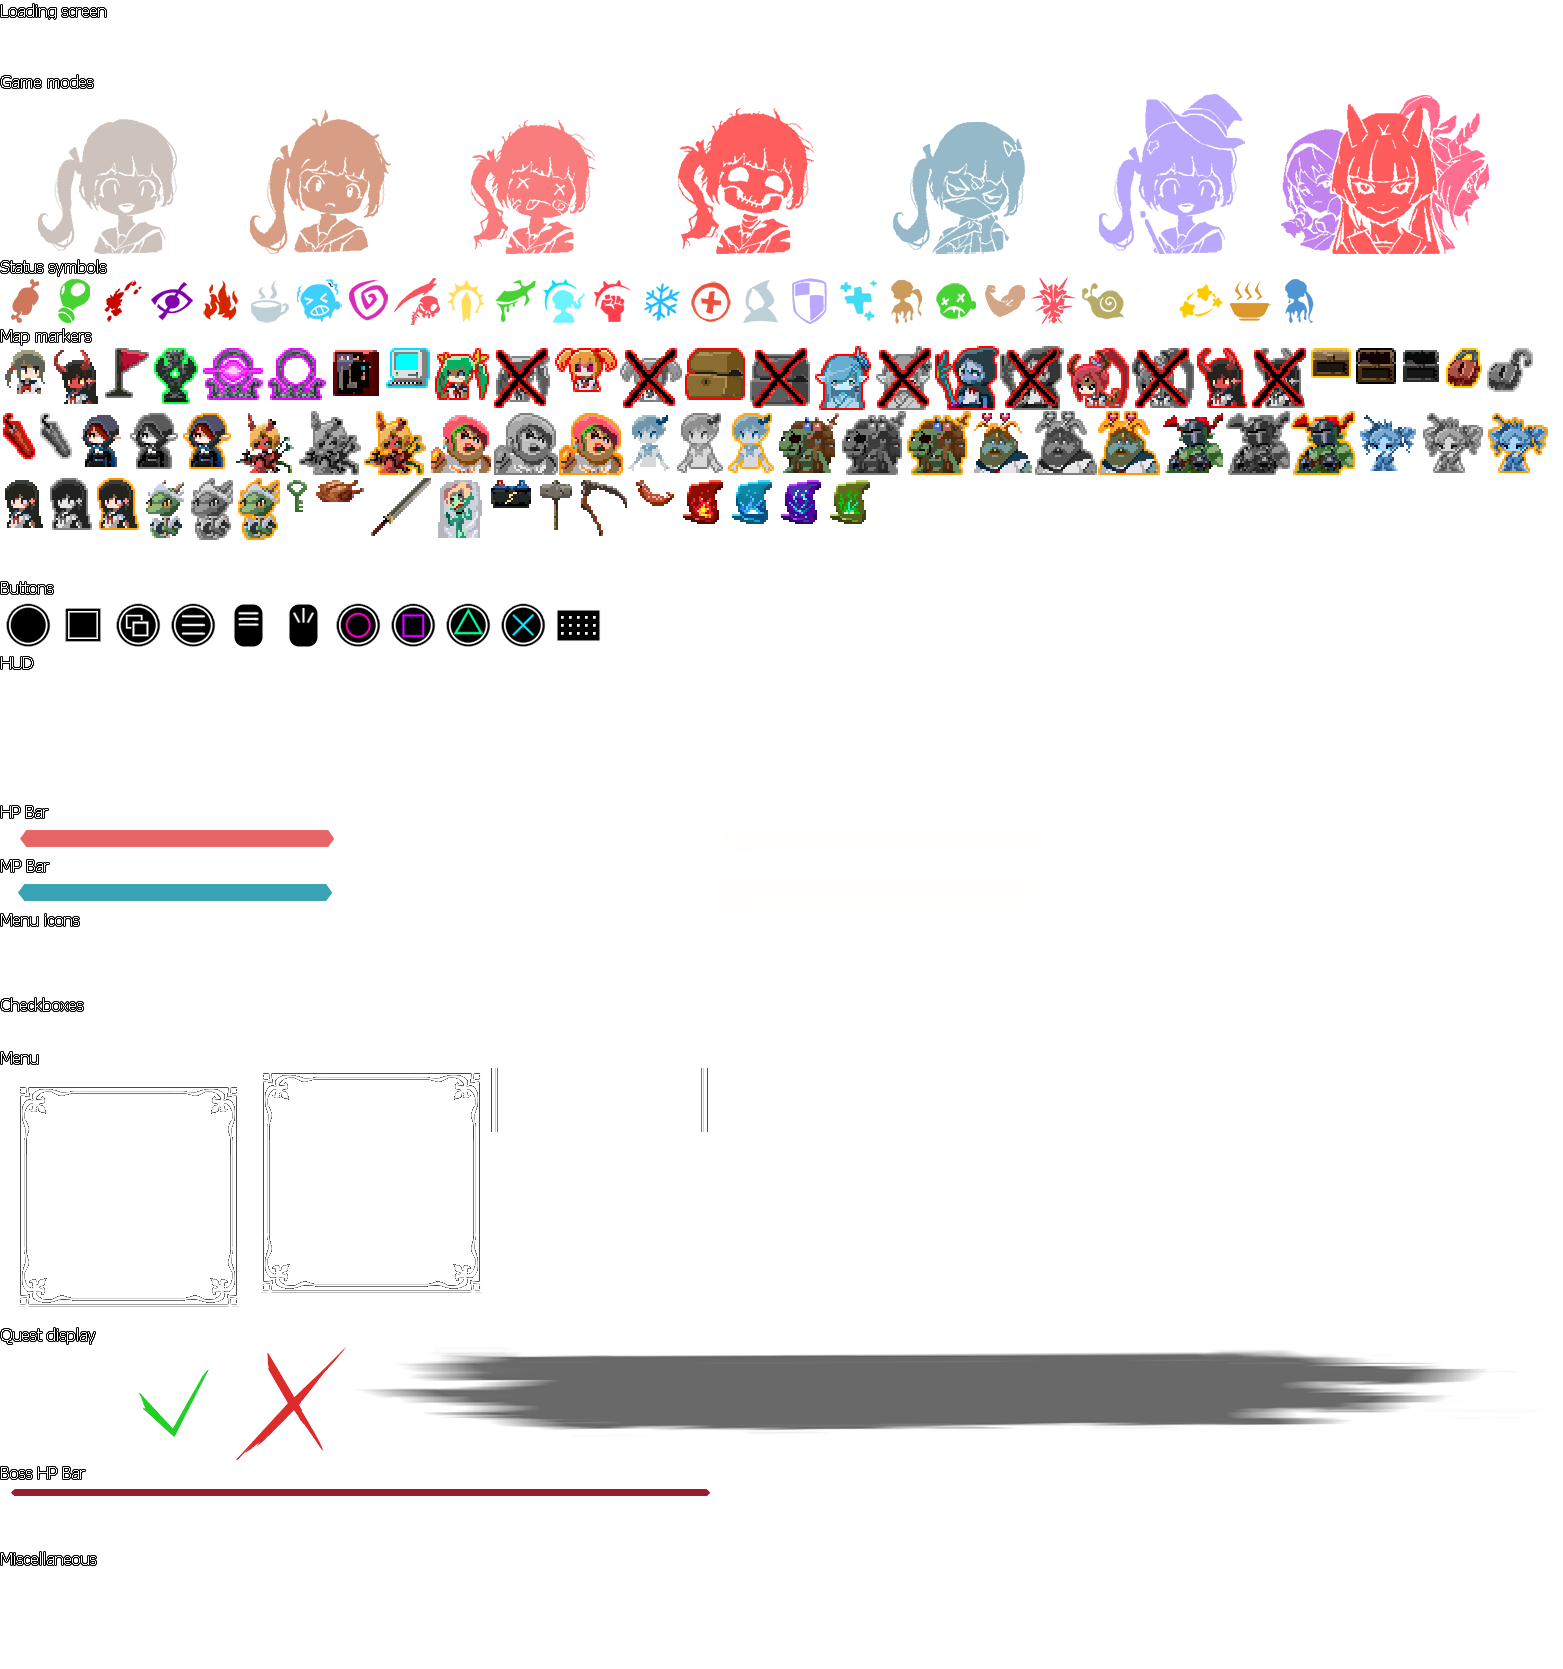 Loading screen
Game modes
Status symbols
Map markers
Buttons
HUD
HP Bar
MP Bar
Menu icons
Checkboxes
Menu
Quest display
Boss HP Bar
Miscellaneous